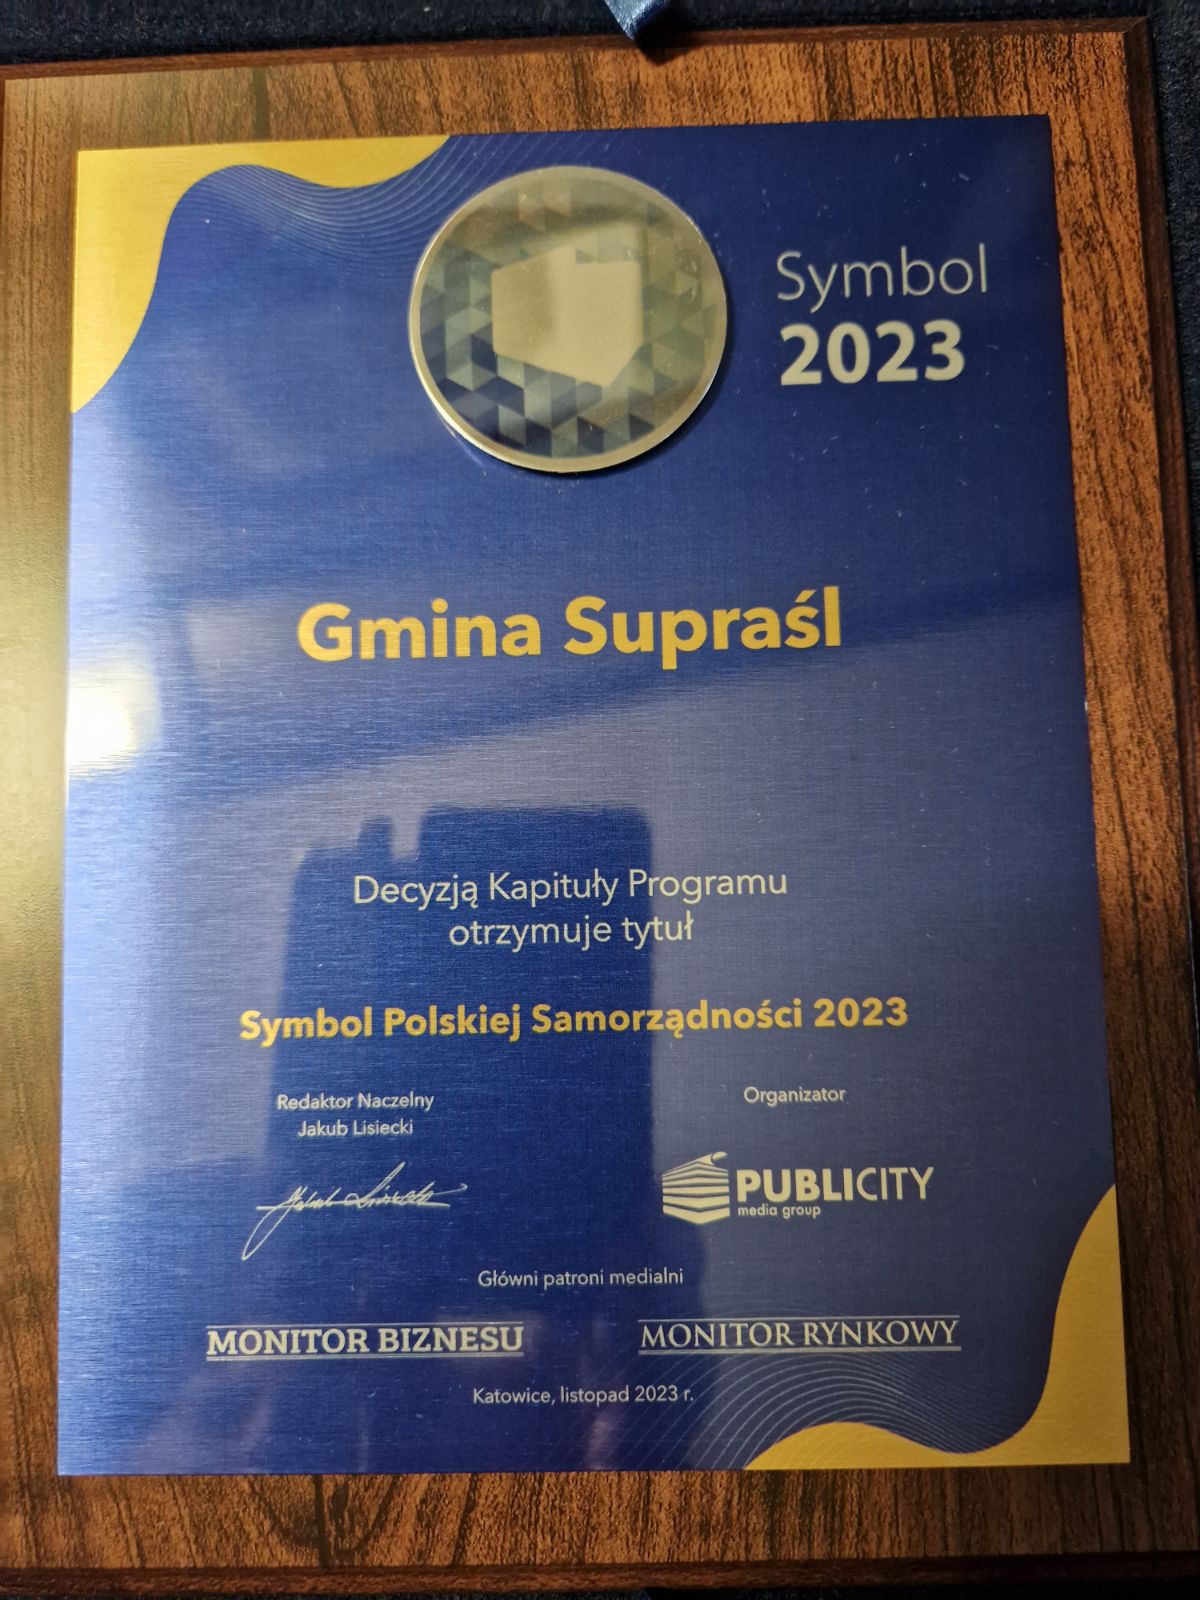 Symbol
2023
Gmina Supraśl
Decyzją Kapituły Programu
otrzymuje tytuł
Symbol Polskiej Samorządności 2023
Redaktor Naczelny
Jakub Lisiecki
Organizator
PUBLICITY
media group
Główni patroni medialni
MONITOR BIZNESU
MONITOR RYNKOWY
Katowice, listopad 2023 r.